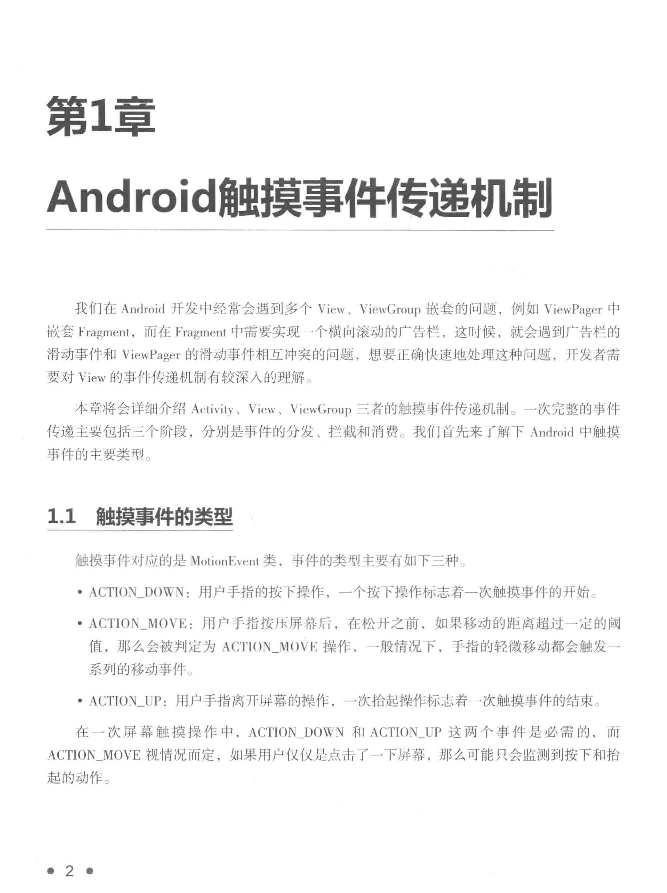 第1章
Android触摸事件传递机制
我们在 Android 开发中经常会遇到多个 View、ViewGroup 嵌套的问题，例如 ViewPager 中
嵌套 Fragment，而在 Fragment 中需要实现一个横向滚动的广告栏，这时候，就会遇到广告栏的
滑动事件和 ViewPager 的滑动事件相互冲突的问题，想要正确快速地处理这种问题，开发者需
要对 View 的事件传递机制有较深入的理解。
本章将会详细介绍 Activity、View、ViewGroup 三者的触摸事件传递机制。一次完整的事件
传递主要包括三个阶段，分别是事件的分发、拦截和消费。我们首先来了解下 Android 中触摸
事件的主要类型。
1.1 触摸事件的类型
触摸事件对应的是 MotionEvent 类，事件的类型主要有如下三种。
• ACTION_DOWN：用户手指的按下操作，一个按下操作标志着一次触摸事件的开始。
• ACTION_MOVE：用户手指按压屏幕后，在松开之前，如果移动的距离超过一定的阈
值，那么会被判定为 ACTION_MOVE 操作，一般情况下，手指的轻微移动都会触发一
系列的移动事件。
• ACTION_UP：用户手指离开屏幕的操作，一次抬起操作标志着一次触摸事件的结束。
在一次屏幕触摸操作中，ACTION_DOWN 和 ACTION_UP 这两个事件是必需的，而
ACTION_MOVE 视情况而定，如果用户仅仅是点击了一下屏幕，那么可能只会监测到按下和抬
起的动作。
• 2 •